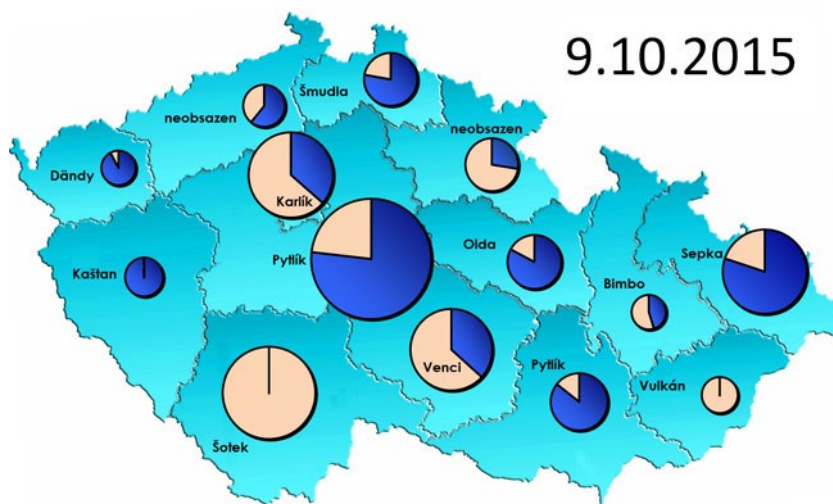 9.10.2015
Šmudla
neobsazen
neobsazen
Dändy
Karlík
Olda
Sepka
Pytlík
Kaštan
Bimbo
Venci
Pytlík
Vulkán
Šotek